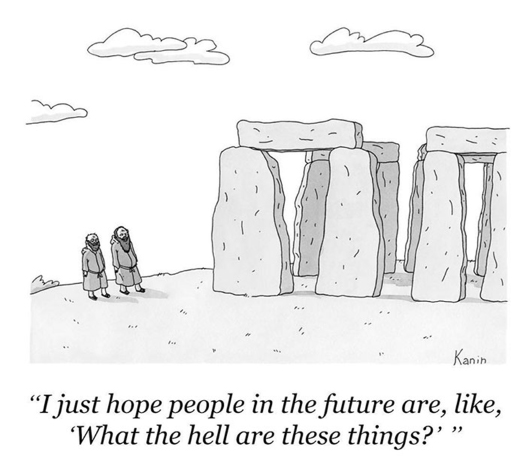 Kanin
“I just hope people in the future are, like,
‘What the hell are these things?’ ”